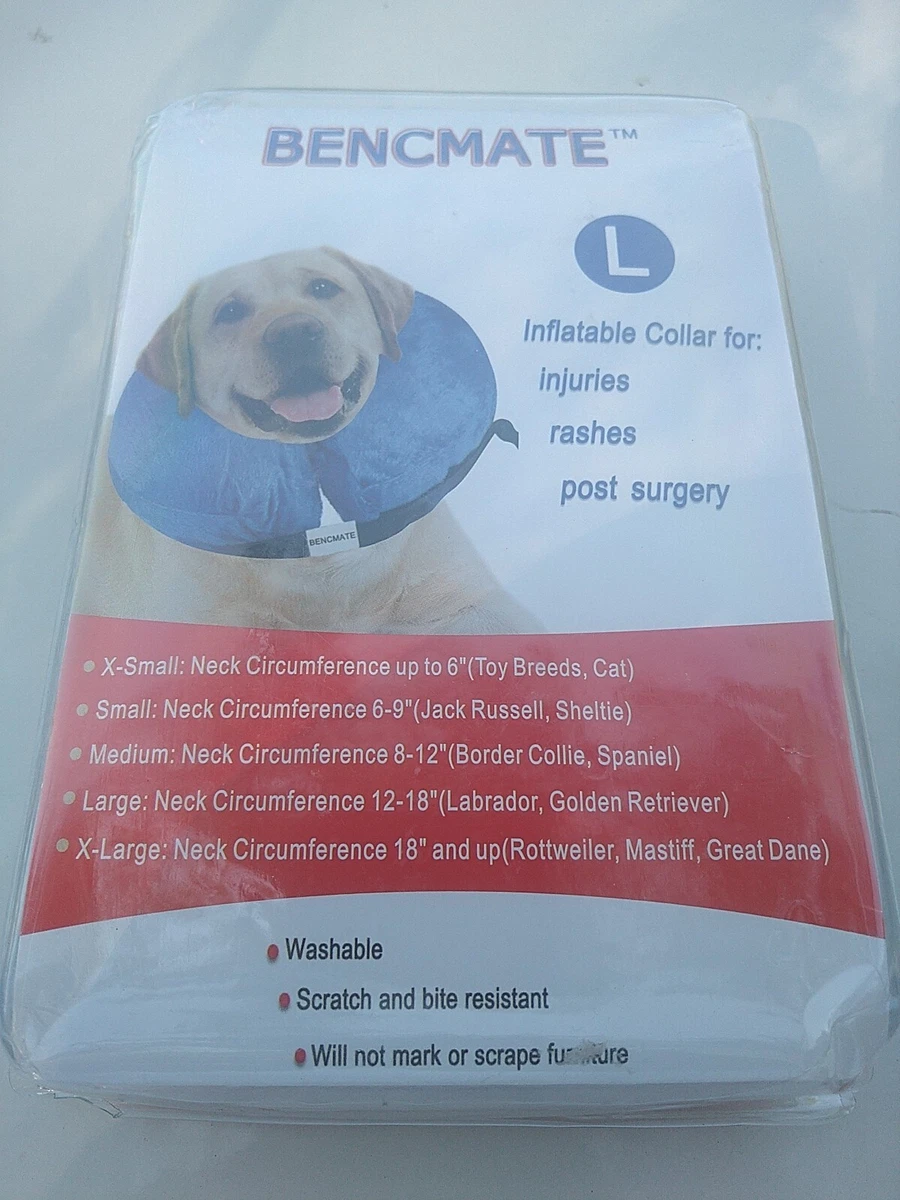 BENCMATE™
L
Inflatable Collar for:
injuries
rashes
post surgery
BENCMATE
• X-Small: Neck Circumference up to 6"(Toy Breeds, Cat)
• Small: Neck Circumference 6-9"(Jack Russell, Sheltie)
• Medium: Neck Circumference 8-12"(Border Collie, Spaniel)
• Large: Neck Circumference 12-18"(Labrador, Golden Retriever)
• X-Large: Neck Circumference 18" and up(Rottweiler, Mastiff, Great Dane)
• Washable
• Scratch and bite resistant
• Will not mark or scrape